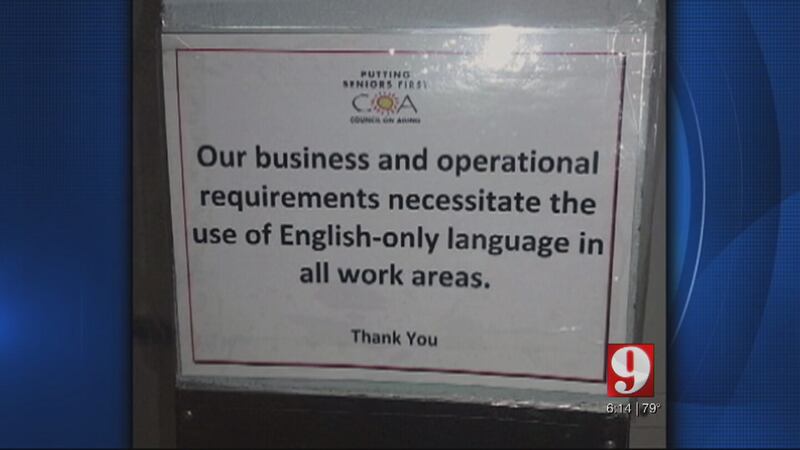 PUTTING
SENIORS FIRST
COA
COUNCIL ON AGING
Our business and operational
requirements necessitate the
use of English-only language in
all work areas.
Thank You
9
6:14 | 79°